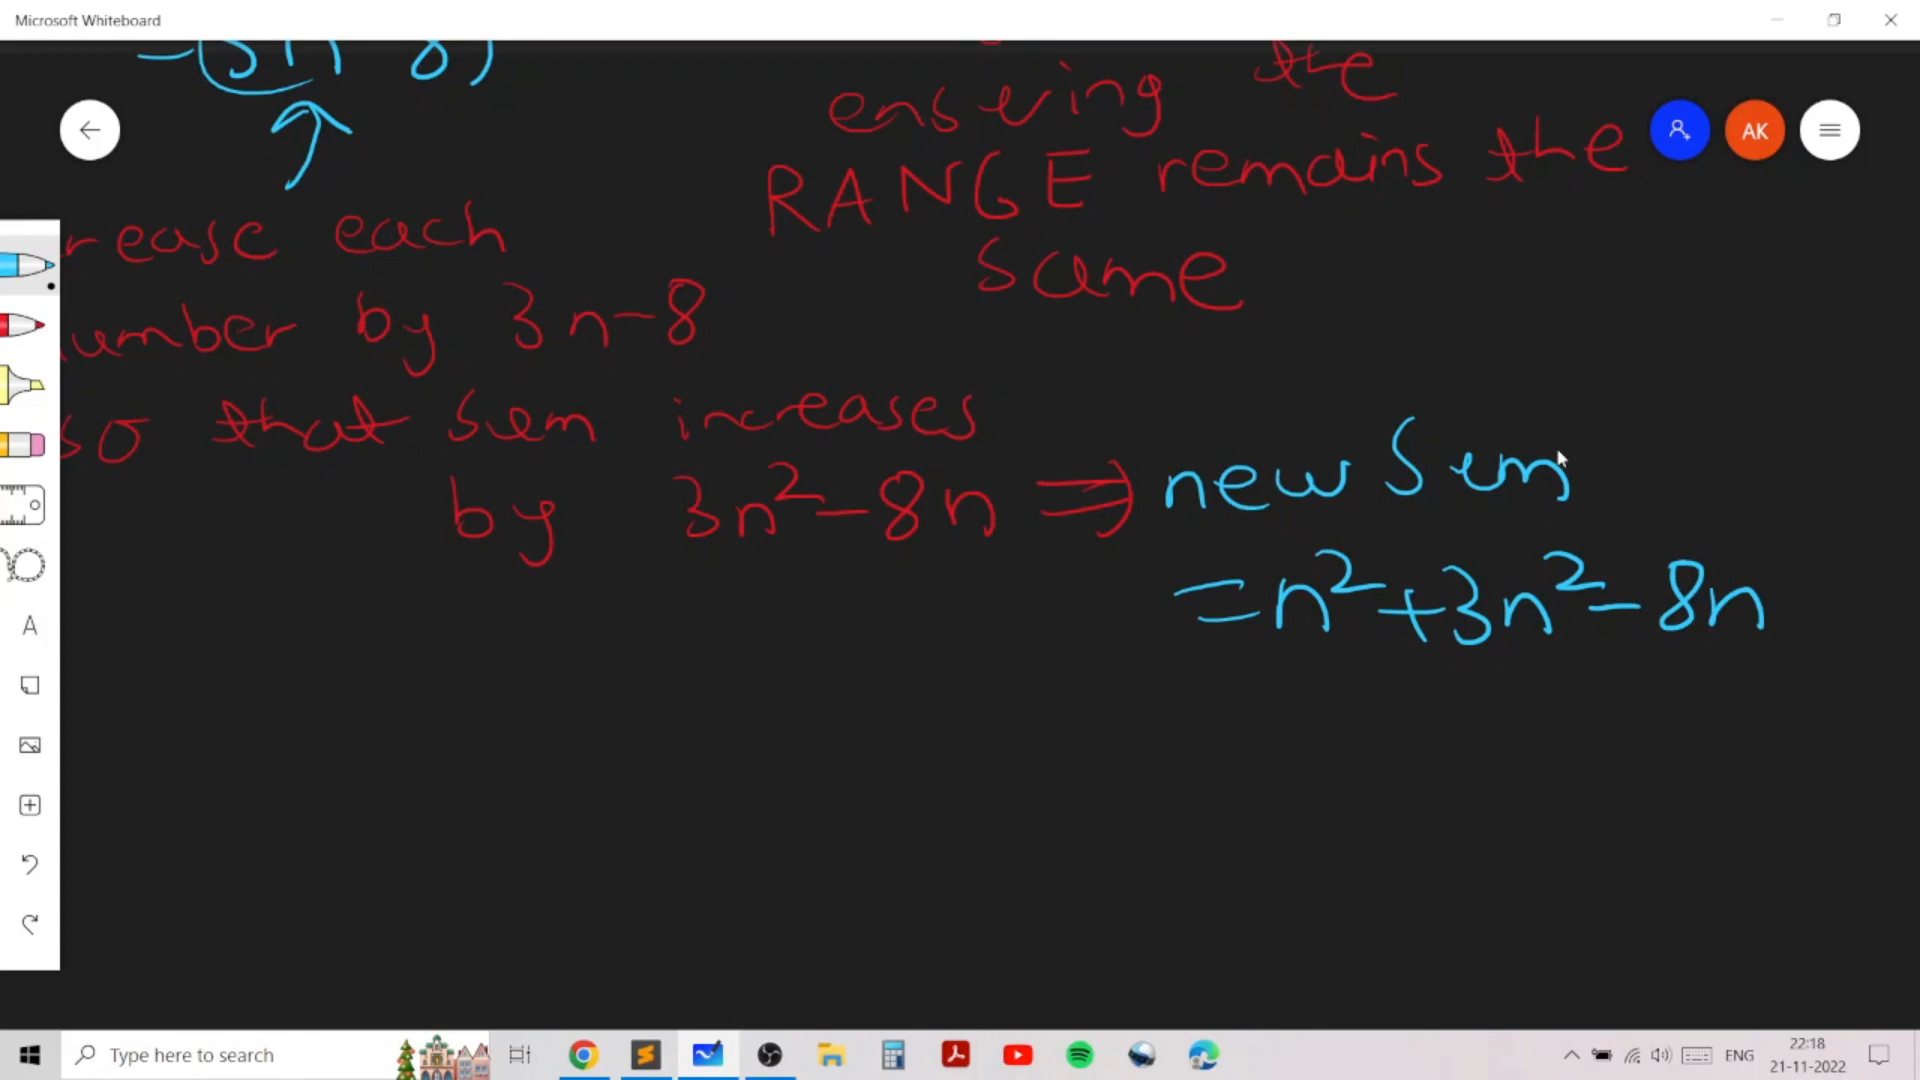 Microsoft Whiteboard
the
ensuring
RANGE remains the
same
AK
rease each
umber by 3n-8
so that sum increases
by 3n²-8n ⇒ new Sum
=n²+3n²-8n
A
Type here to search
ENG
22:18
21-11-2022